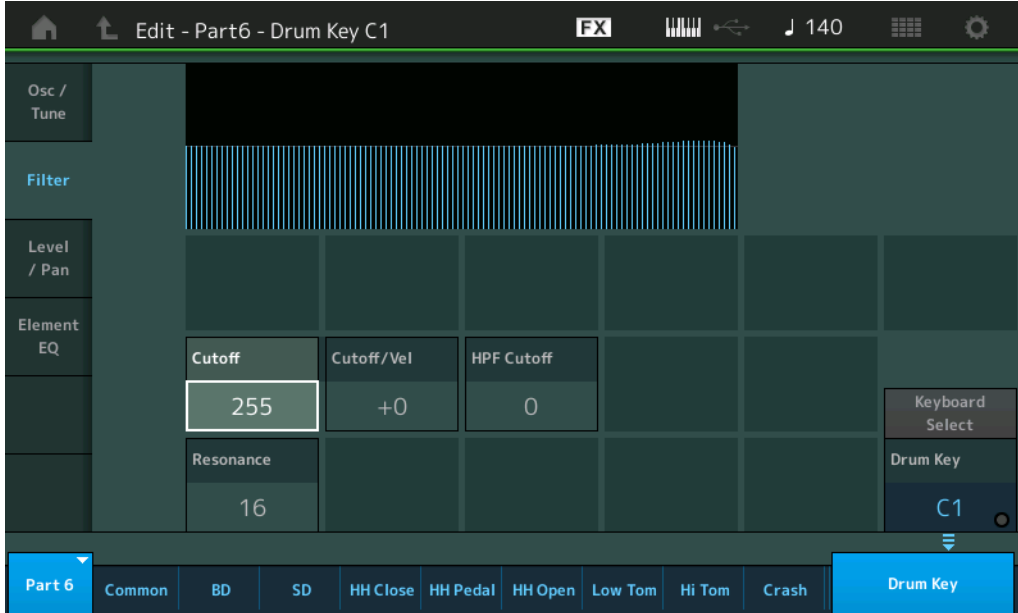 Edit - Part6 - Drum Key C1
FX
♩ 140
Osc /
Tune
Filter
Level
/ Pan
Element
EQ
Cutoff
255
Cutoff/Vel
+0
HPF Cutoff
0
Resonance
16
Keyboard
Select
Drum Key
C1
Part 6
Common
BD
SD
HH Close
HH Pedal
HH Open
Low Tom
Hi Tom
Crash
Drum Key